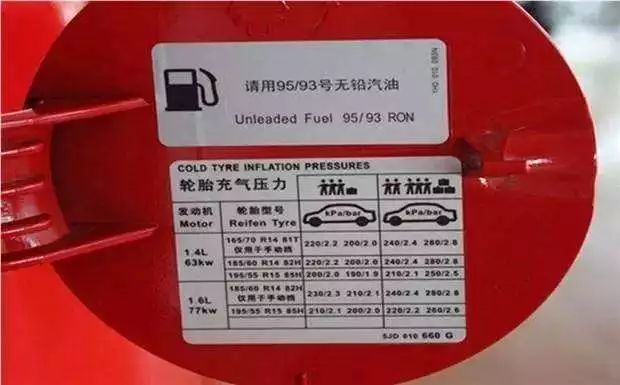 请用95/93号无铅汽油
Unleaded Fuel 95/93 RON
COLD TYRE INFLATION PRESSURES
轮胎充气压力
发动机 轮胎型号 kPa/bar kPa/bar
Motor Reifen Tyre
1.4L 63kw
165/70 R14 81T 仅用于手动档 220/2.2 200/2.0 240/2.4 280/2.8
185/60 R14 82H 220/2.2 200/2.0 240/2.4 280/2.8
195/55 R15 85H 200/2.0 190/1.9 210/2.1 250/2.5
1.6L 77kw
185/60 R14 82H 仅用于手动档 230/2.3 210/2.1 240/2.4 280/2.8
195/55 R15 85H 210/2.1 200/2.0 220/2.2 260/2.6
5JD 010 660 G